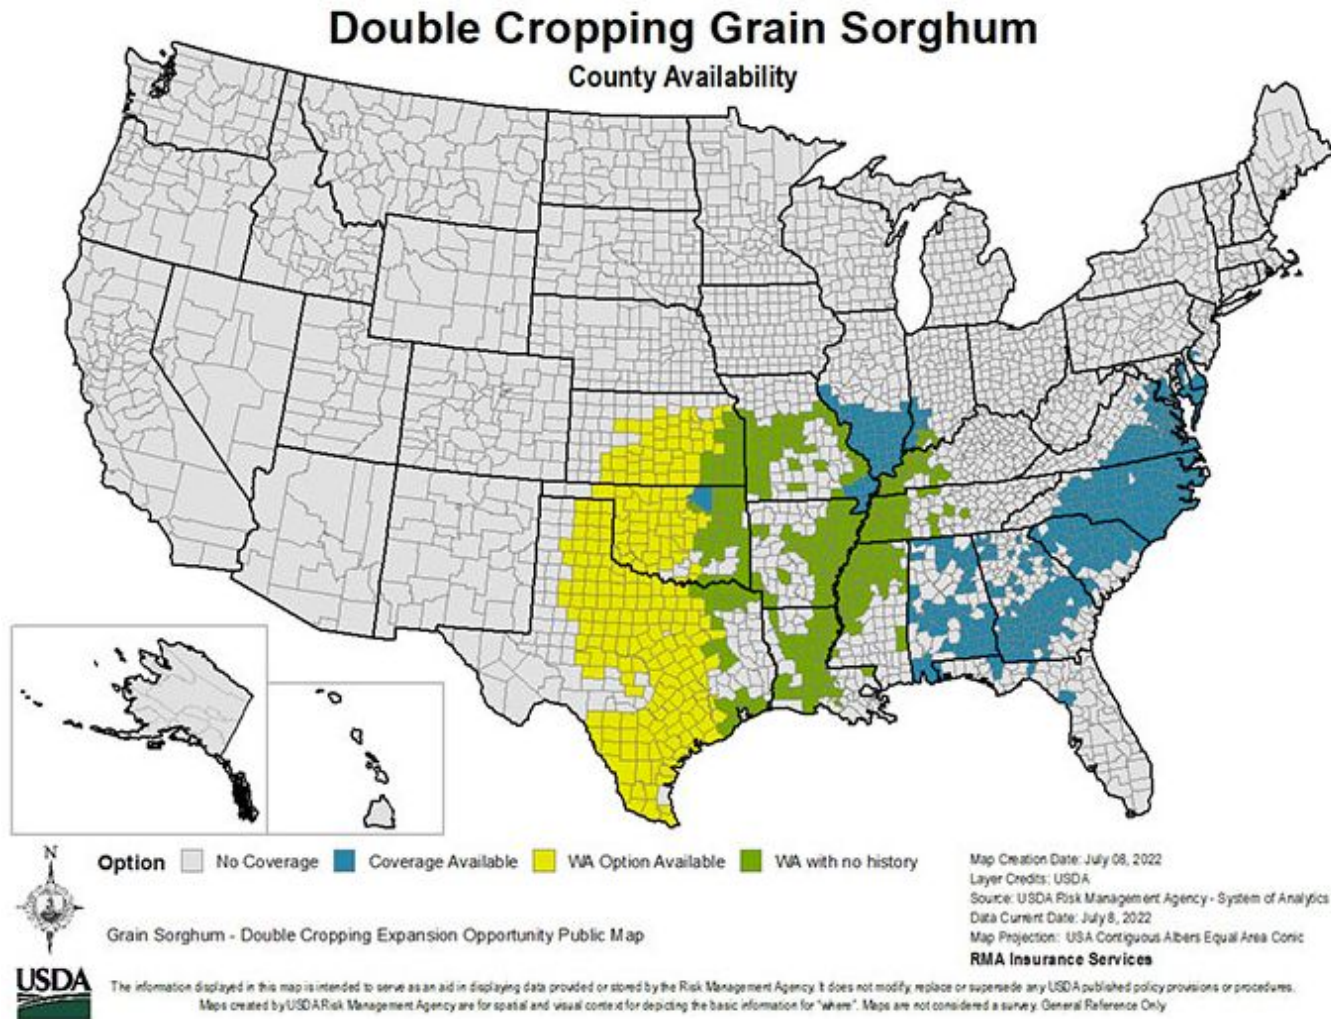 Double Cropping Grain Sorghum
County Availability
N
Option No Coverage Coverage Available WA Option Available WA with no history
Grain Sorghum - Double Cropping Expansion Opportunity Public Map
Map Creation Date: July 08, 2022
Layer Credits: USDA
Source: USDA Risk Management Agency - System of Analytics
Data Current Date: July 8, 2022
Map Projection: USA Contiguous Albers Equal Area Conic
RMA Insurance Services
USDA
The information displayed in this map is intended to serve as an aid in displaying data provided or stored by the Risk Management Agency. It does not modify, replace or supersede any USDA published policy provisions or procedures.
Maps created by USDA Risk Management Agency are for spatial and visual context for depicting the basic information for "where". Maps are not considered a survey. General Reference Only